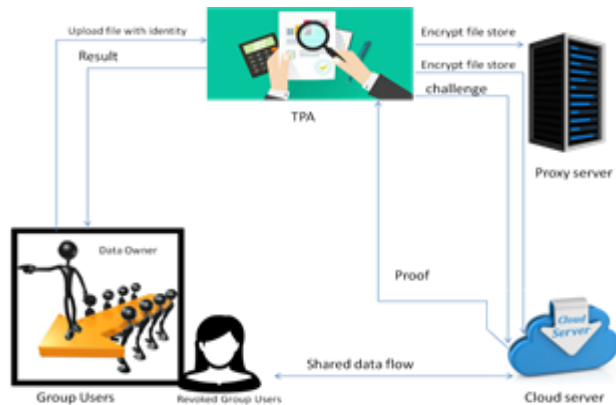 Upload file with identity
Result
Encrypt file store
Encrypt file store
challenge
TPA
Proxy server
Data Owner
Proof
Cloud
Server
Shared data flow
Group Users
Revoked Group Users
Cloud server